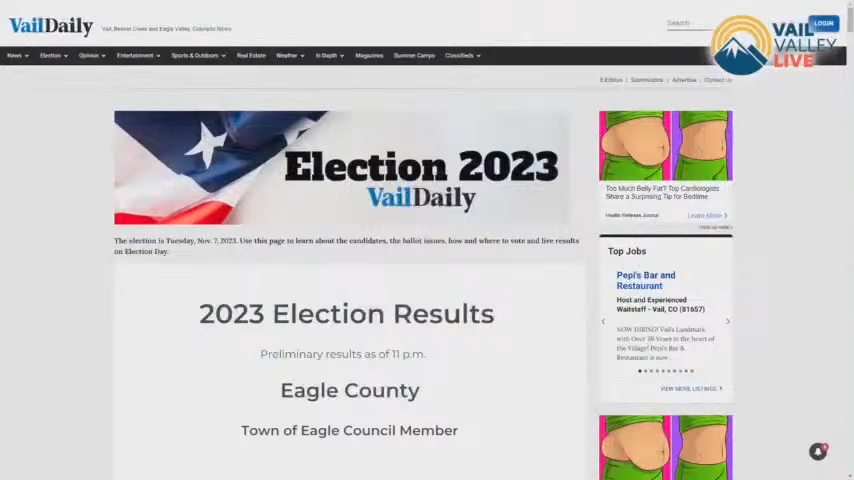 VailDaily
Vail, Beaver Creek and Eagle Valley, Colorado News
Search
LOGIN
VAIL
VALLEY
LIVE
News Election Opinion Entertainment Sports & Outdoors Real Estate Weather In Depth Magazines Summer Camps Classifieds
E-Edition | Submissions | Advertise | Contact us
Election 2023
VailDaily
The election is Tuesday, Nov. 7, 2023. Use this page to learn about the candidates, the ballot issues, how and where to vote and live results
on Election Day.
2023 Election Results
Preliminary results as of 11 p.m.
Eagle County
Town of Eagle Council Member
Too Much Belly Fat? Top Cardiologists
Share a Surprising Tip for Bedtime
Health Wellness Journal
Learn More
Top Jobs
Pepi's Bar and
Restaurant
Host and Experienced
Waitstaff - Vail, CO (81657)
NOW HIRING! Vail's Landmark
with Over 50 Years in the heart of
the Village! Pepi's Bar &
Restaurant is now...
VIEW MORE LISTINGS